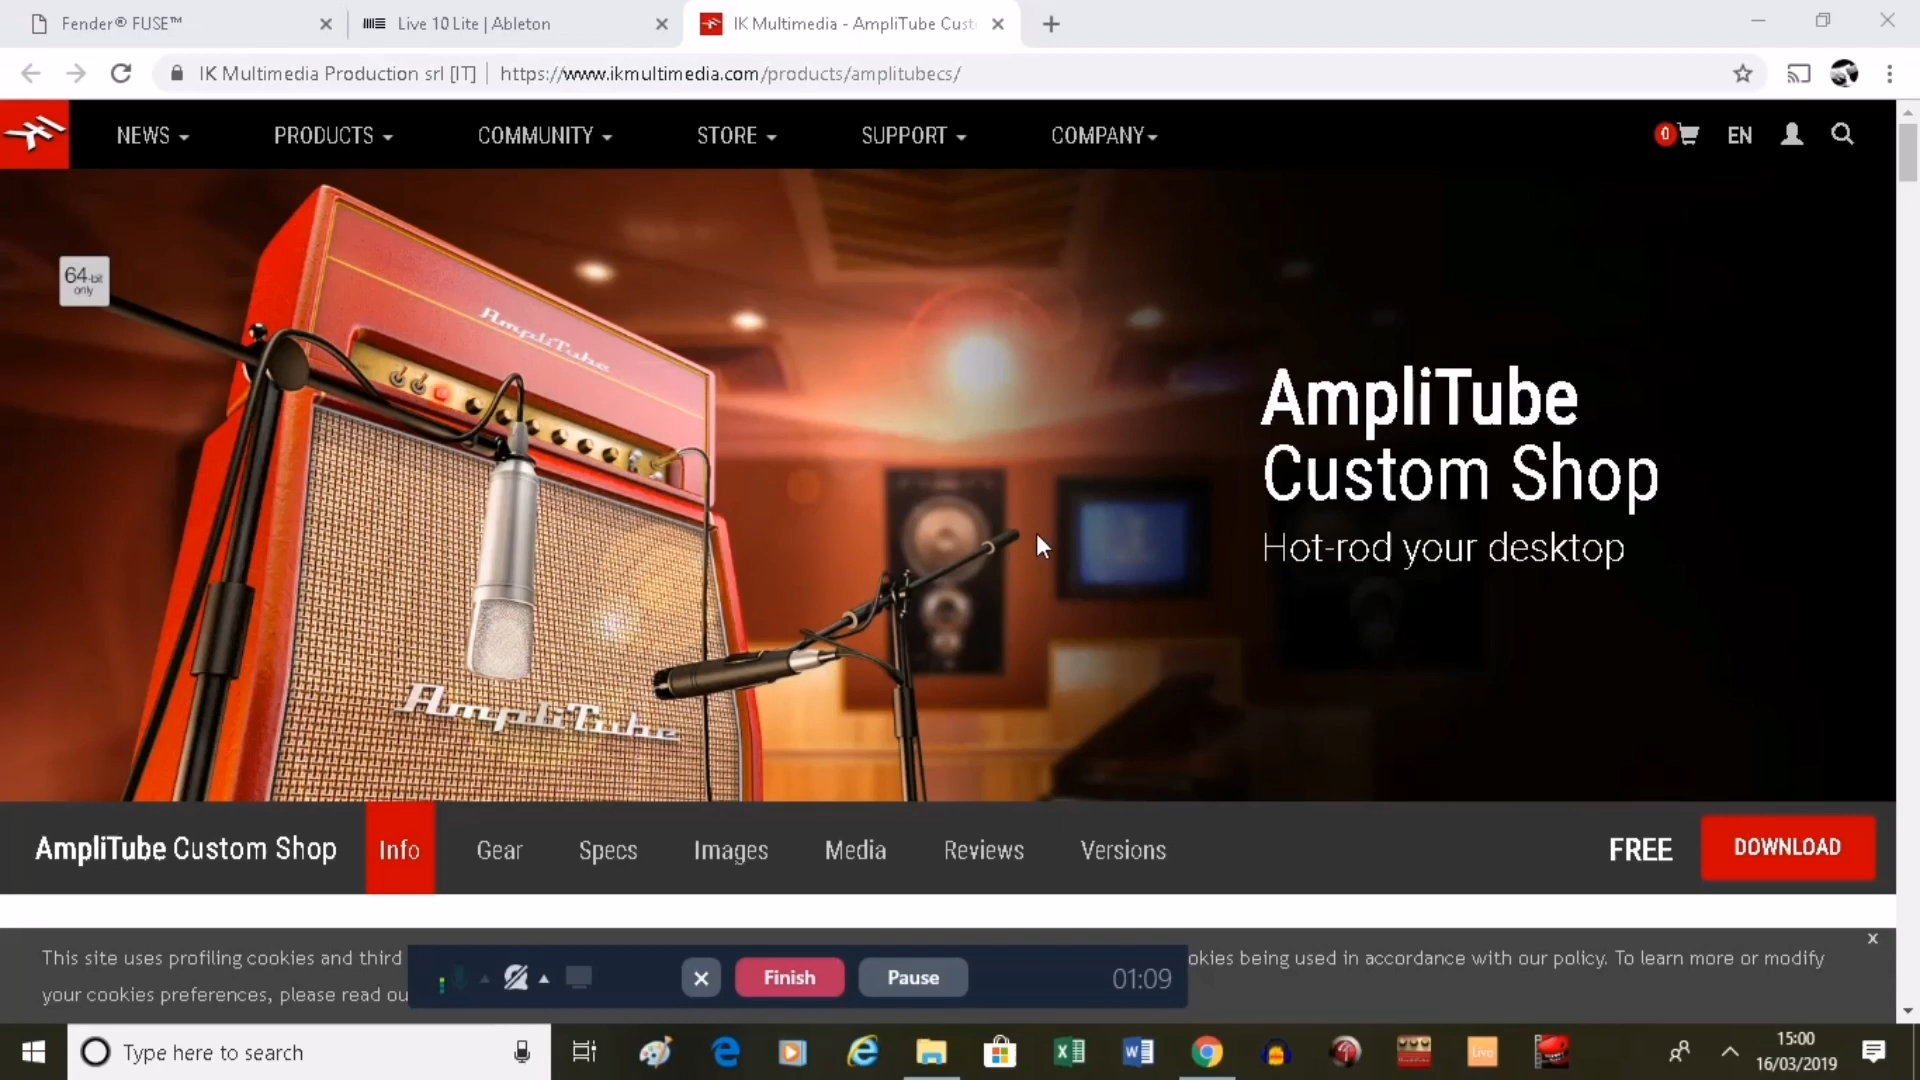 Fender® FUSE™
Live 10 Lite | Ableton
IK Multimedia - AmpliTube Cust
IK Multimedia Production srl [IT] | https://www.ikmultimedia.com/products/amplitubecs/
NEWS
PRODUCTS
COMMUNITY
STORE
SUPPORT
COMPANY
0
EN
64-bit
only
AmpliTube
AmpliTube
AmpliTube
Custom Shop
Hot-rod your desktop
AmpliTube Custom Shop
Info
Gear
Specs
Images
Media
Reviews
Versions
FREE
DOWNLOAD
This site uses profiling cookies and third
okies being used in accordance with our policy. To learn more or modify
x
your cookies preferences, please read ou
Finish
Pause
01:09
Type here to search
Live
15:00
16/03/2019